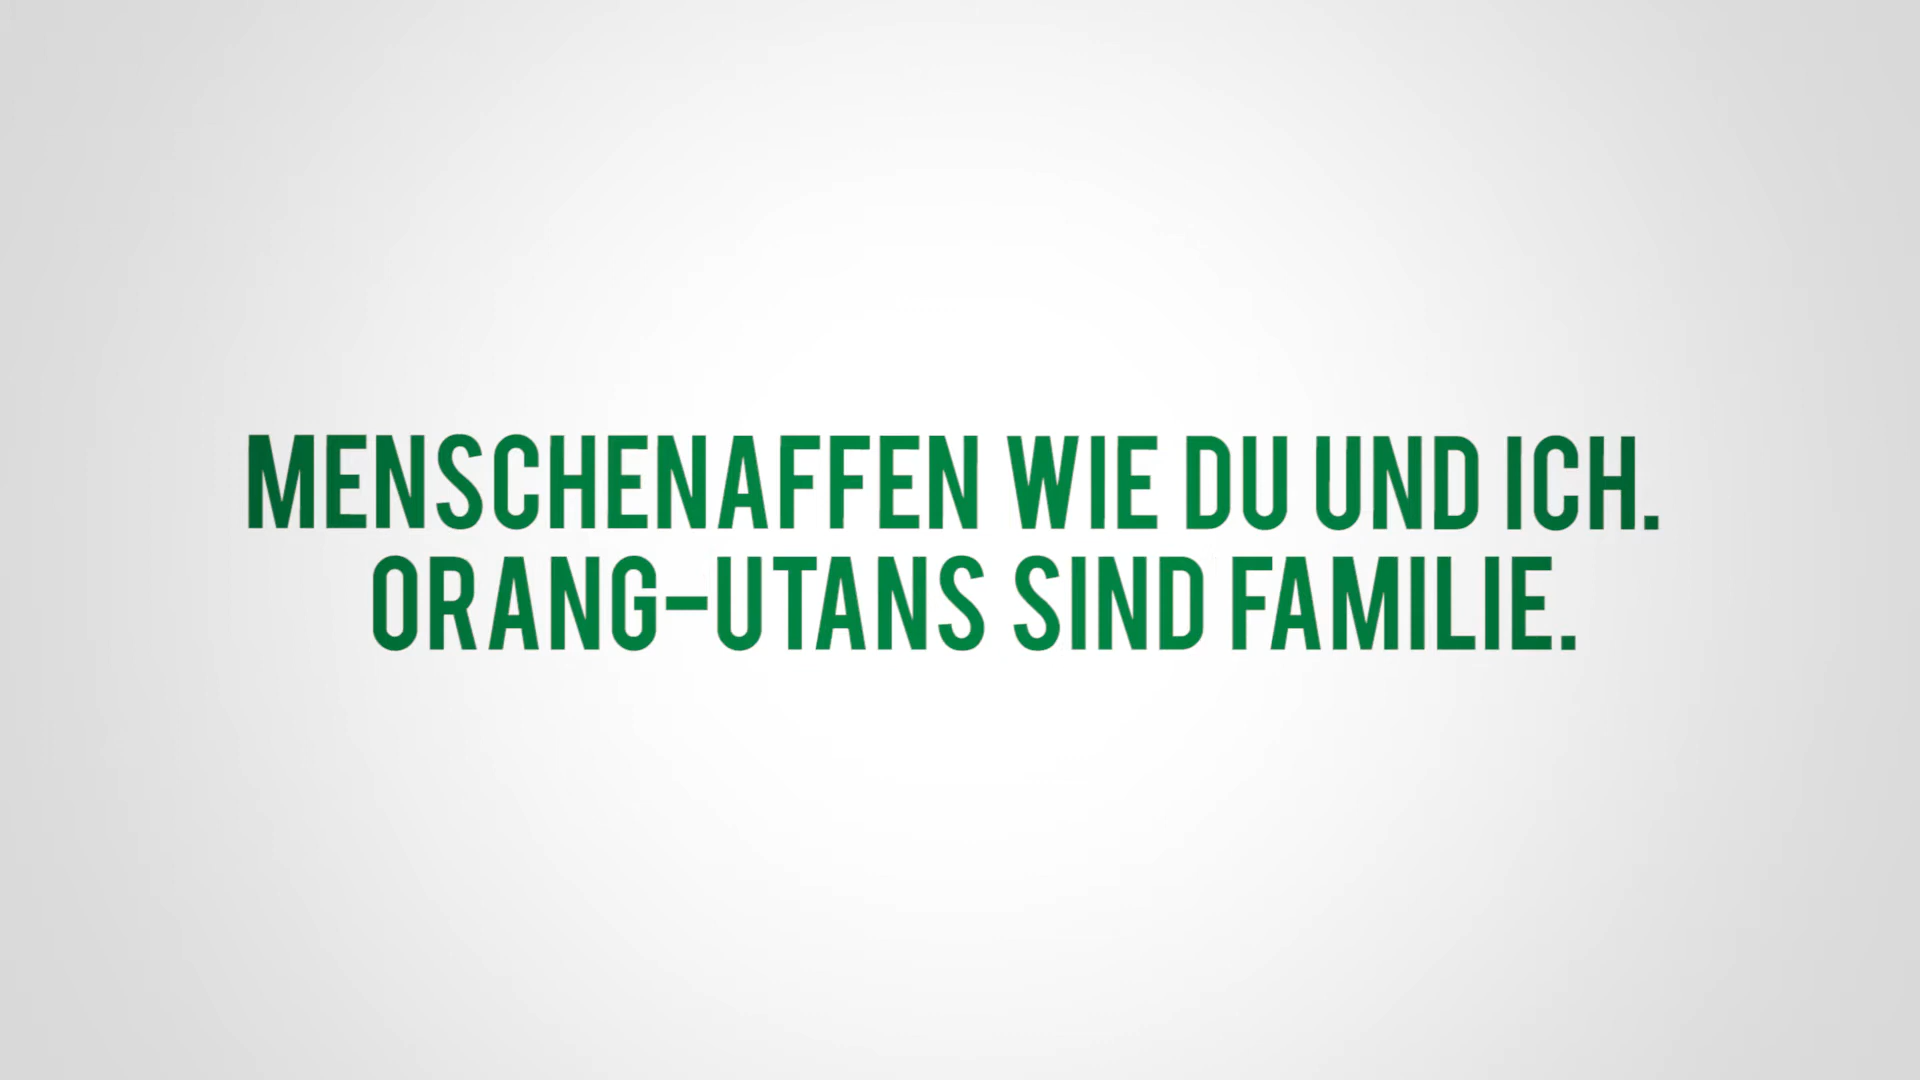 MENSCHENAFFEN WIE DU UND ICH.
ORANG-UTANS SIND FAMILIE.